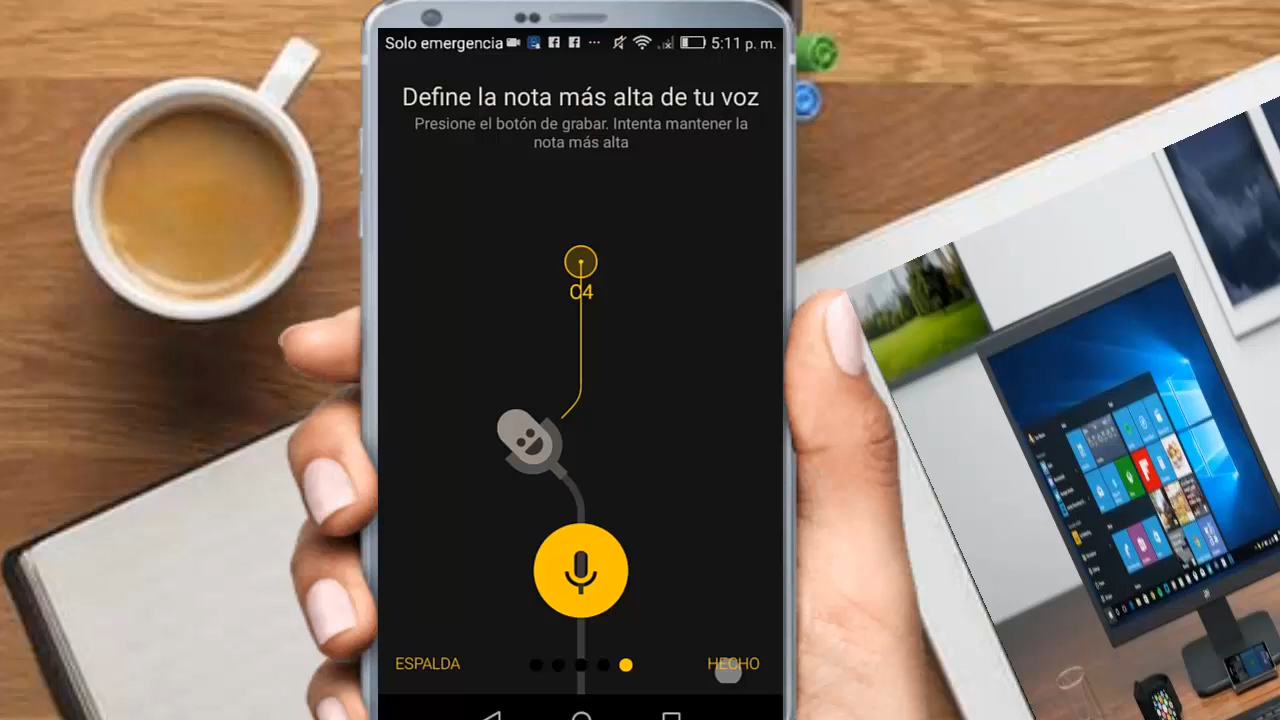 Solo emergencia 5:11 p. m.
Define la nota más alta de tu voz
Presione el botón de grabar. Intenta mantener la
nota más alta
C4
ESPALDA HECHO